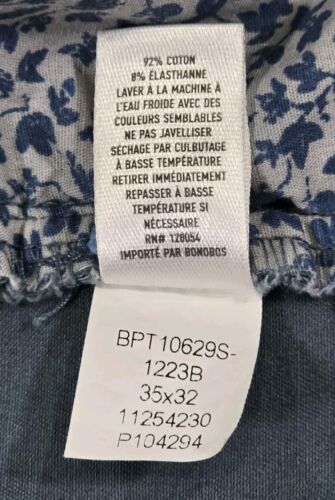 92% COTON
8% ÉLASTHANNE
LAVER À LA MACHINE À
L'EAU FROIDE AVEC DES
COULEURS SEMBLABLES
NE PAS JAVELLISER
SÉCHAGE PAR CULBUTAGE
À BASSE TEMPÉRATURE
RETIRER IMMÉDIATEMENT
REPASSER À BASSE
TEMPÉRATURE SI
NÉCESSAIRE
RN# 128054
IMPORTÉ PAR BONOBOS
BPT10629S-
1223B
35x32
11254230
P104294